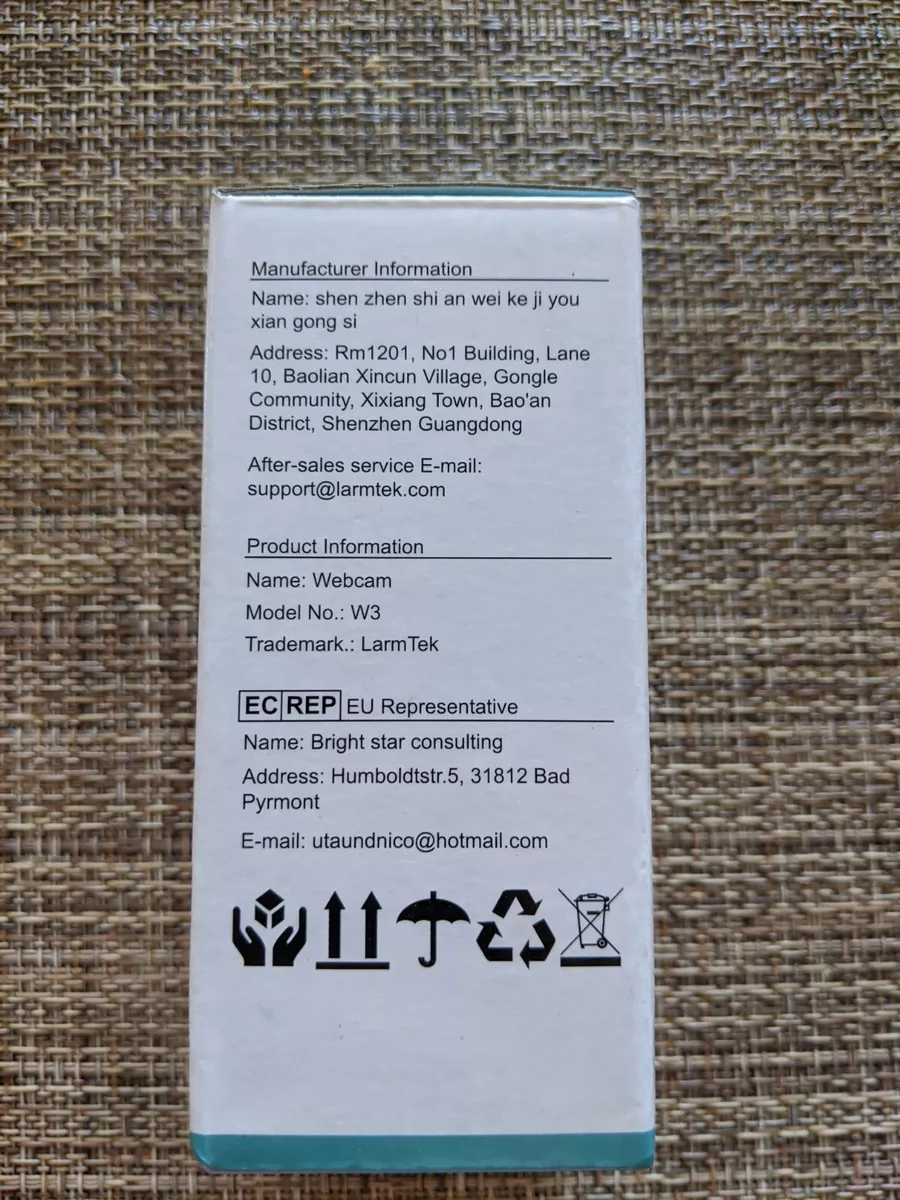 Manufacturer Information
Name: shen zhen shi an wei ke ji you
xian gong si
Address: Rm1201, No1 Building, Lane
10, Baolian Xincun Village, Gongle
Community, Xixiang Town, Bao'an
District, Shenzhen Guangdong
After-sales service E-mail:
support@larmtek.com
Product Information
Name: Webcam
Model No.: W3
Trademark.: LarmTek
EC REP EU Representative
Name: Bright star consulting
Address: Humboldtstr.5, 31812 Bad
Pyrmont
E-mail: utaundnico@hotmail.com